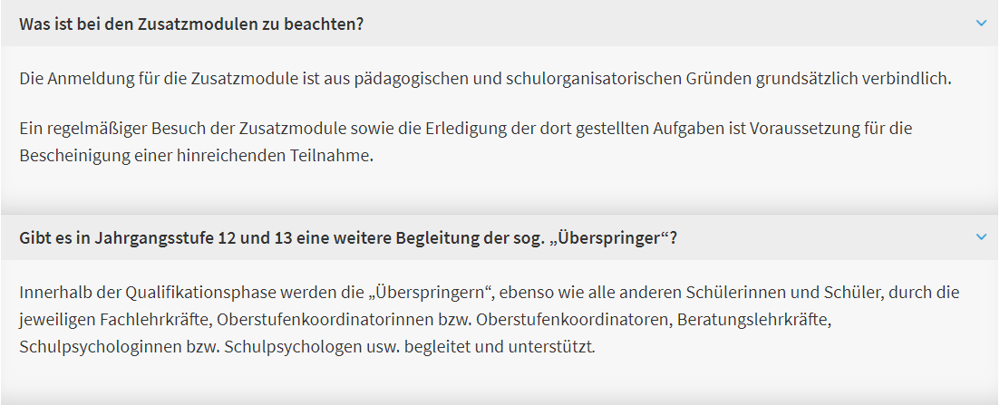 Was ist bei den Zusatzmodulen zu beachten?
Die Anmeldung für die Zusatzmodule ist aus pädagogischen und schulorganisatorischen Gründen grundsätzlich verbindlich.
Ein regelmäßiger Besuch der Zusatzmodule sowie die Erledigung der dort gestellten Aufgaben ist Voraussetzung für die
Bescheinigung einer hinreichenden Teilnahme.
Gibt es in Jahrgangsstufe 12 und 13 eine weitere Begleitung der sog. „Überspringer“?
Innerhalb der Qualifikationsphase werden die „Überspringern“, ebenso wie alle anderen Schülerinnen und Schüler, durch die
jeweiligen Fachlehrkräfte, Oberstufenkoordinatorinnen bzw. Oberstufenkoordinatoren, Beratungslehrkräfte,
Schulpsychologinnen bzw. Schulpsychologen usw. begleitet und unterstützt.